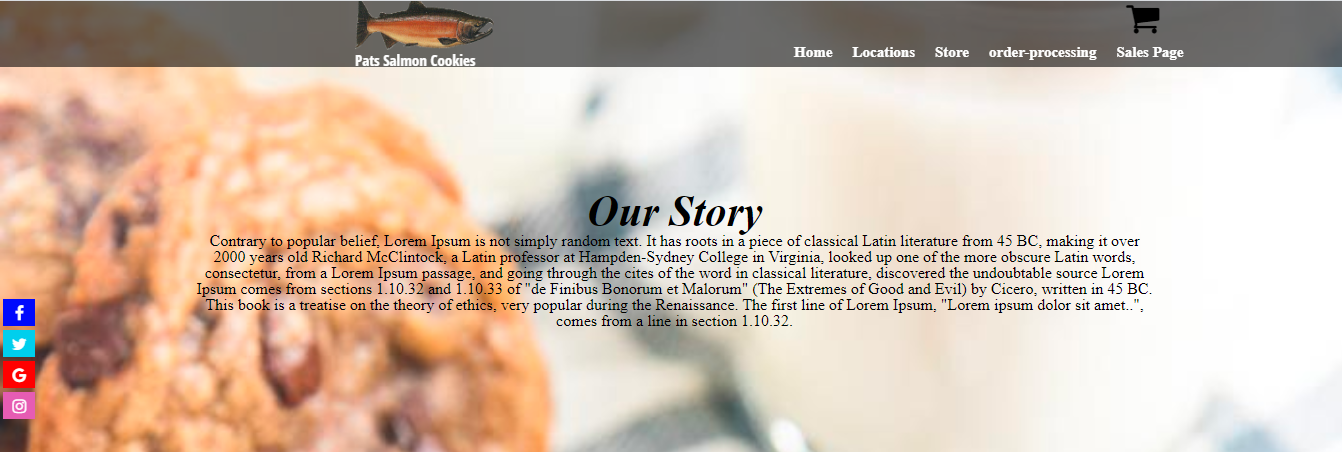 Pats Salmon Cookies
Home Locations Store order-processing Sales Page
Our Story
Contrary to popular belief, Lorem Ipsum is not simply random text. It has roots in a piece of classical Latin literature from 45 BC, making it over
2000 years old Richard McClintock, a Latin professor at Hampden-Sydney College in Virginia, looked up one of the more obscure Latin words,
consectetur, from a Lorem Ipsum passage, and going through the cites of the word in classical literature, discovered the undoubtable source Lorem
Ipsum comes from sections 1.10.32 and 1.10.33 of "de Finibus Bonorum et Malorum" (The Extremes of Good and Evil) by Cicero, written in 45 BC.
This book is a treatise on the theory of ethics, very popular during the Renaissance. The first line of Lorem Ipsum, "Lorem ipsum dolor sit amet..",
comes from a line in section 1.10.32.